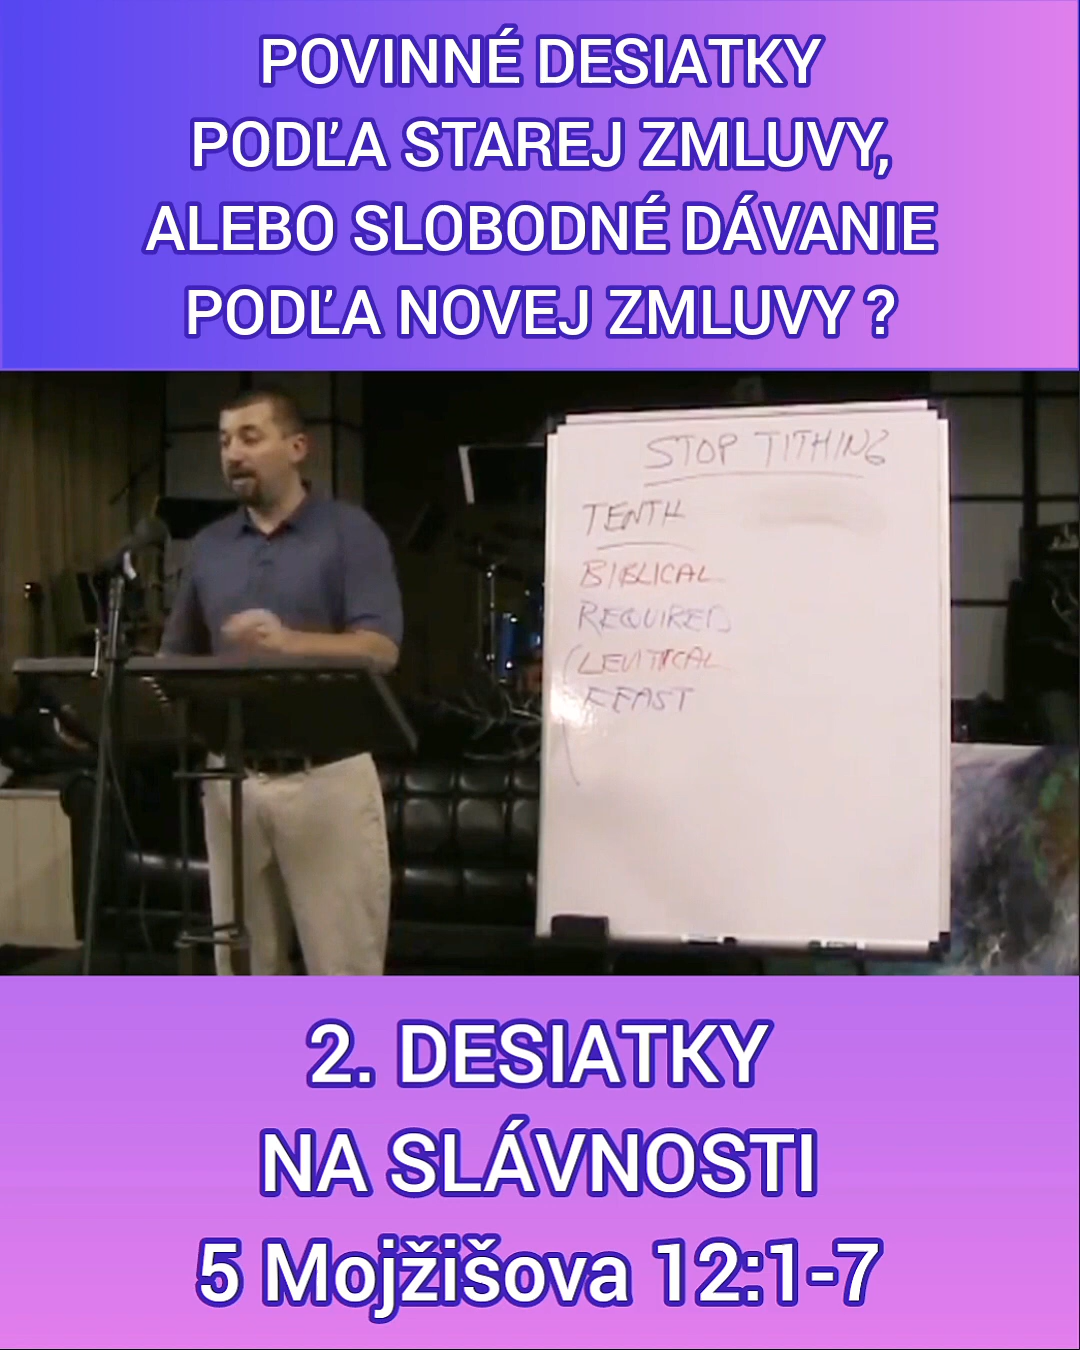 POVINNÉ DESIATKY
PODĽA STAREJ ZMLUVY,
ALEBO SLOBODNÉ DÁVANIE
PODĽA NOVEJ ZMLUVY ?
STOP TITHING
TENTH
BIBLICAL
REQUIRED
(LEVITICAL
FEAST
2. DESIATKY
NA SLÁVNOSTI
5 Mojžišova 12:1-7